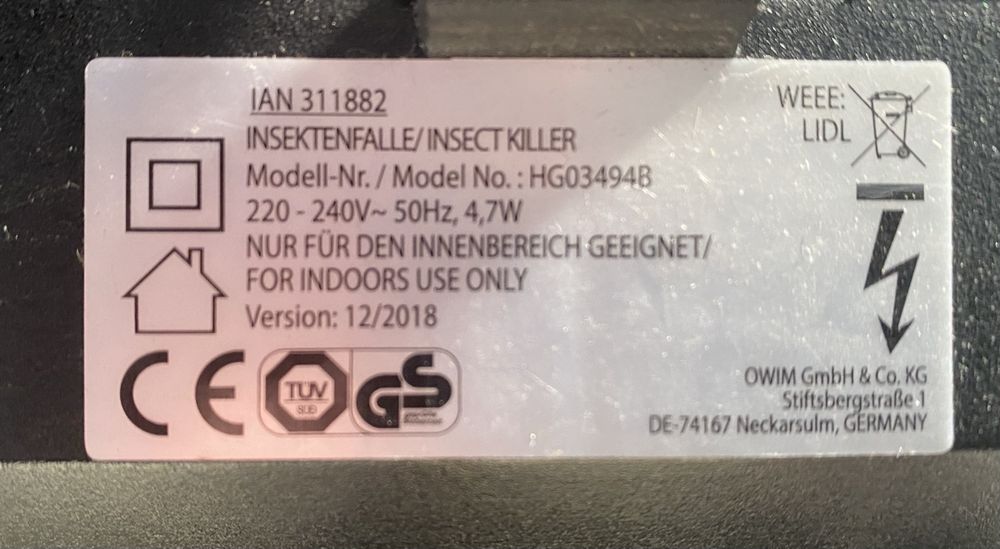 IAN 311882
INSEKTENFALLE/ INSECT KILLER
Modell-Nr. / Model No. : HG03494B
220 - 240V~ 50Hz, 4,7W
NUR FÜR DEN INNENBEREICH GEEIGNET/
FOR INDOORS USE ONLY
Version: 12/2018
WEEE:
LIDL
CE
TÜV
SÜD
GS
OWIM GmbH & Co. KG
Stiftsbergstraße 1
DE-74167 Neckarsulm, GERMANY